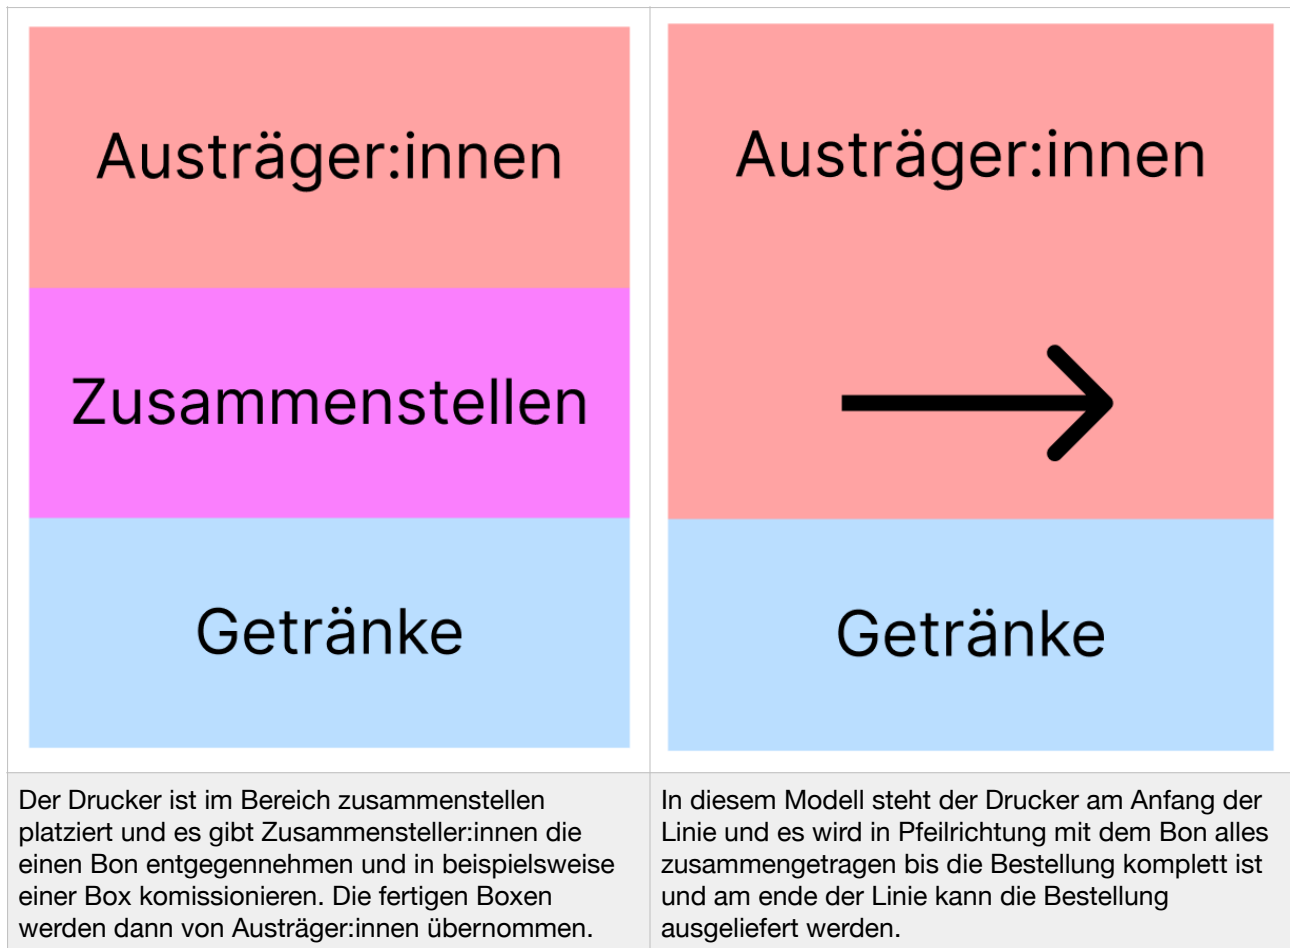 Austräger:innen
Zusammenstellen
Getränke
Der Drucker ist im Bereich zusammenstellen
platziert und es gibt Zusammensteller:innen die
einen Bon entgegennehmen und in beispielsweise
einer Box komissionieren. Die fertigen Boxen
werden dann von Austräger:innen übernommen.
Austräger:innen
Getränke
In diesem Modell steht der Drucker am Anfang der
Linie und es wird in Pfeilrichtung mit dem Bon alles
zusammengetragen bis die Bestellung komplett ist
und am ende der Linie kann die Bestellung
ausgeliefert werden.